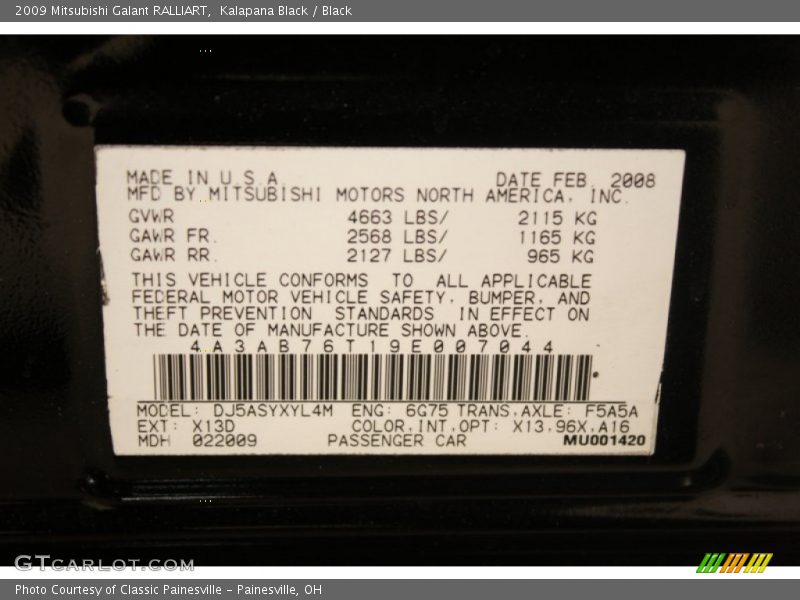 2009 Mitsubishi Galant RALLIART,  Kalapana Black / Black
MADE IN U.S.A. DATE FEB. 2008
MFD BY MITSUBISHI MOTORS NORTH AMERICA, INC.
GVWR 4663 LBS/ 2115 KG
GAWR FR. 2568 LBS/ 1165 KG
GAWR RR. 2127 LBS/ 965 KG
THIS VEHICLE CONFORMS TO ALL APPLICABLE
FEDERAL MOTOR VEHICLE SAFETY, BUMPER, AND
THEFT PREVENTION STANDARDS IN EFFECT ON
THE DATE OF MANUFACTURE SHOWN ABOVE.
4A3AB76T19E007044
MODEL: DJ5ASYXYL4M ENG: 6G75 TRANS,AXLE: F5A5A
EXT: X13D COLOR,INT,OPT: X13,96X,A16
MDH 022009 PASSENGER CAR MU001420
GTCARLOT.COM
Photo Courtesy of Classic Painesville - Painesville, OH